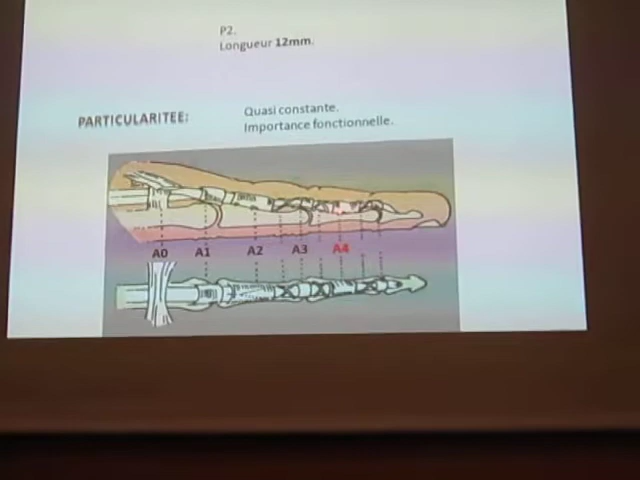 P2.
Longueur 12mm.
PARTICULARITEE:
Quasi constante.
Importance fonctionnelle.
A0 A1 A2 A3 A4